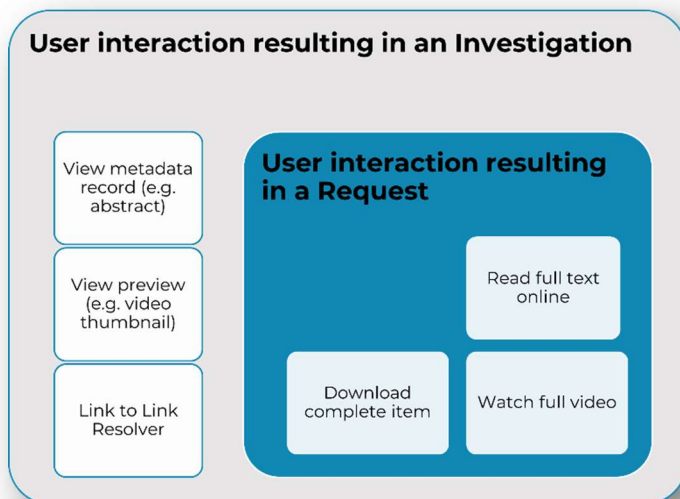 User interaction resulting in an Investigation
View metadata
record (e.g.
abstract)
View preview
(e.g. video
thumbnail)
Link to Link
Resolver
User interaction resulting
in a Request
Read full text
online
Download
complete item
Watch full video